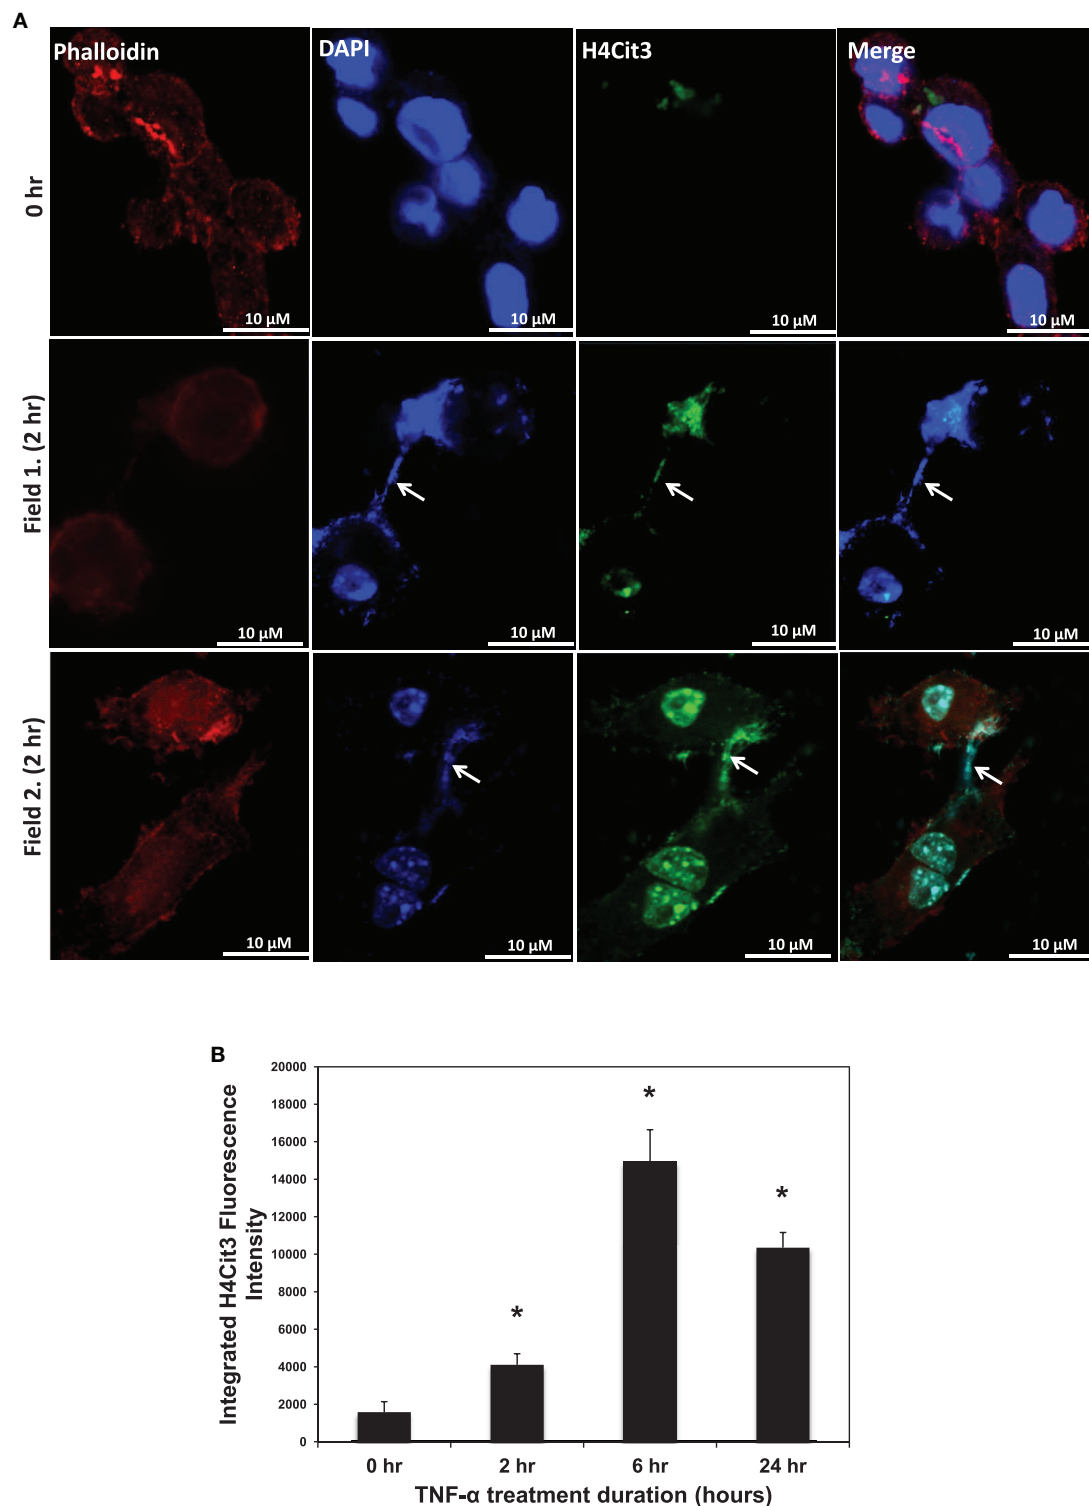 A
Phalloidin
DAPI
H4Cit3
Merge
0 hr
10 µM
10 µM
10 µM
10 µM
Field 1. (2 hr)
10 µM
10 µM
10 µM
10 µM
Field 2. (2 hr)
10 µM
10 µM
10 µM
10 µM
B
Integrated H4Cit3 Fluorescence
Intensity
20000
18000
16000
14000
12000
10000
8000
6000
4000
2000
0
*
*
*
0 hr
2 hr
6 hr
24 hr
TNF-α treatment duration (hours)